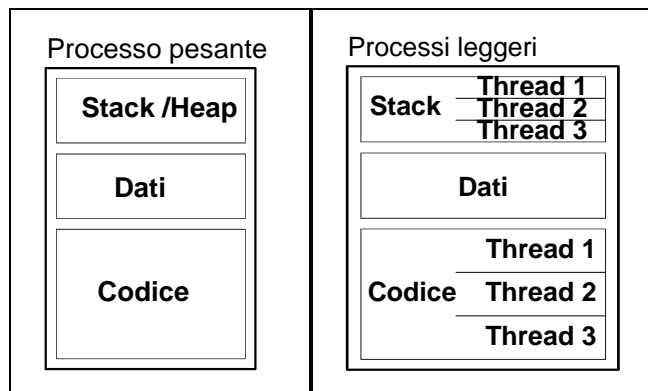 Processo pesante
Stack /Heap
Dati
Codice
Processi leggeri
Stack
Thread 1
Thread 2
Thread 3
Dati
Codice
Thread 1
Thread 2
Thread 3